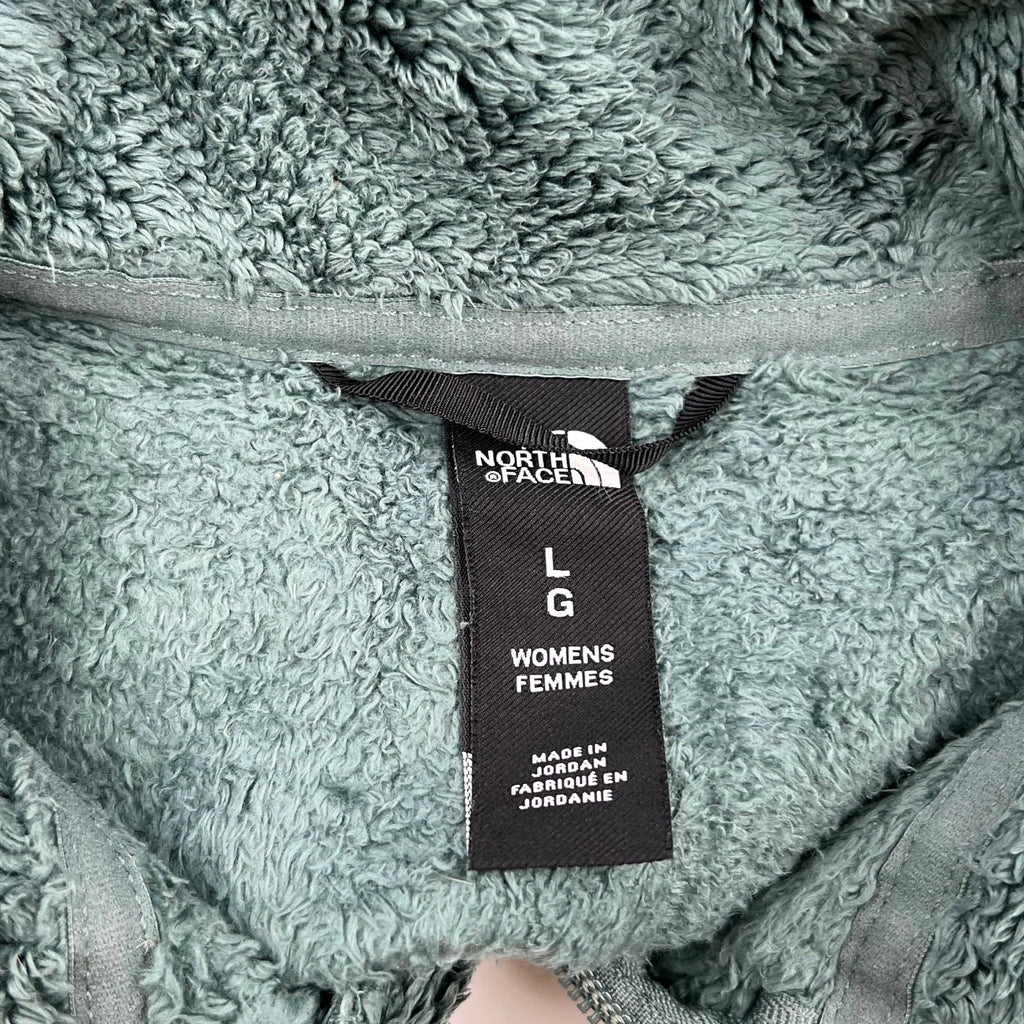 NORTH
®FACE
L
G
WOMENS
FEMMES
MADE IN
JORDAN
FABRIQUÉ EN
JORDANIE